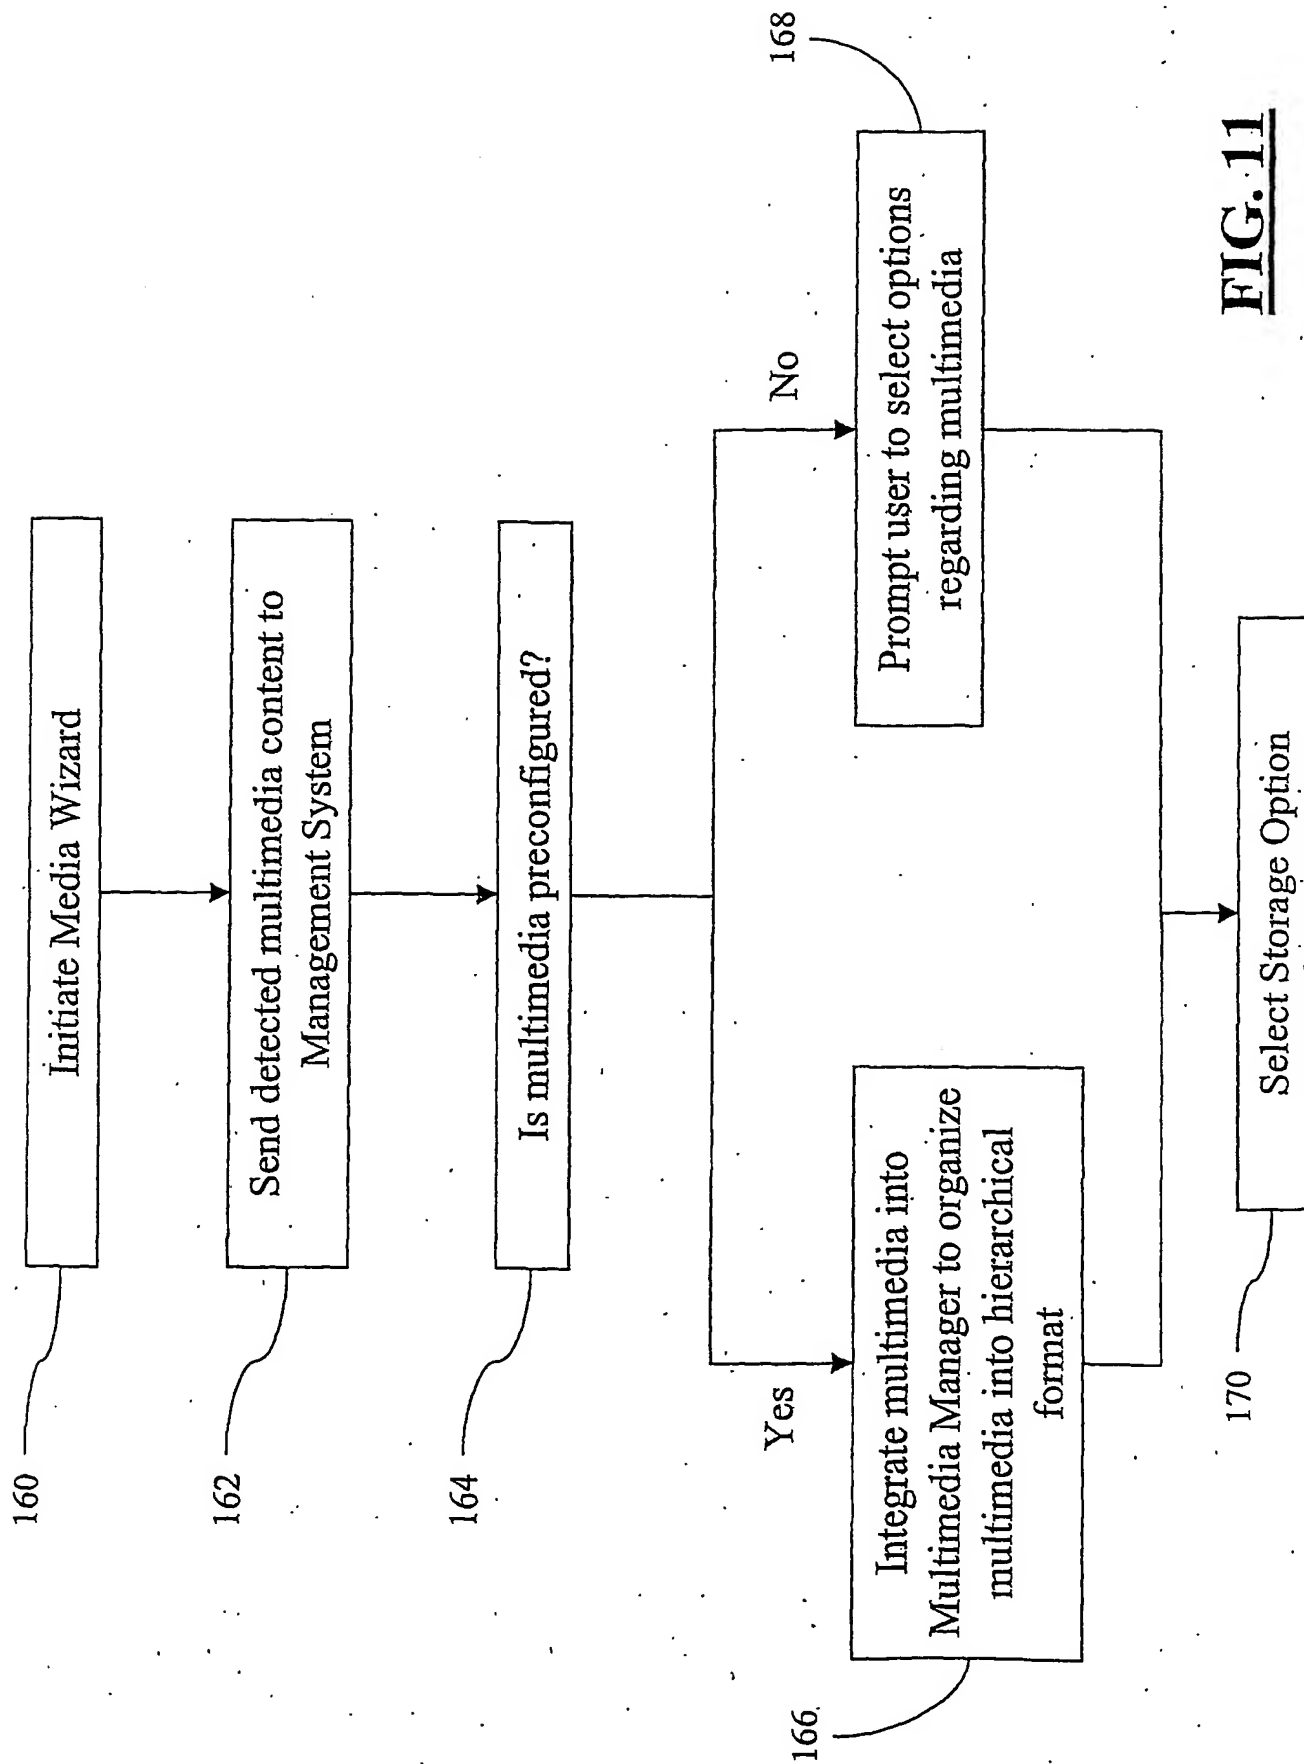 160
Initiate Media Wizard
162
Send detected multimedia content to
Management System
164
Is multimedia preconfigured?
Yes
No
166
Integrate multimedia into
Multimedia Manager to organize
multimedia into hierarchical
format
168
Prompt user to select options
regarding multimedia
170
Select Storage Option
FIG. 11